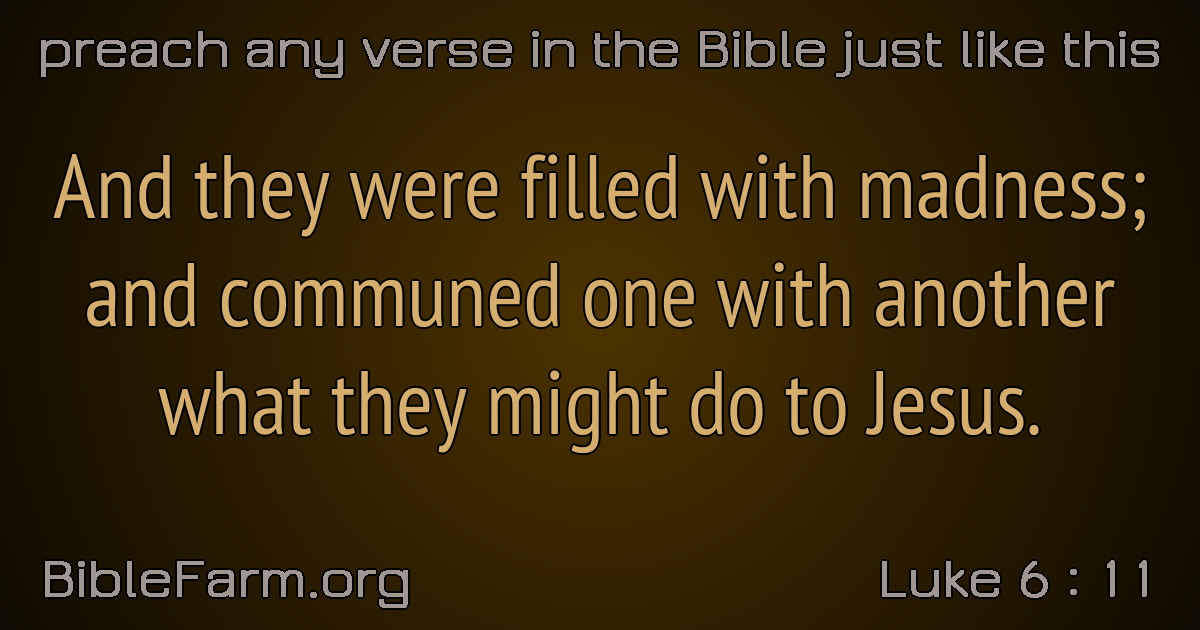 preach any verse in the Bible just like this
And they were filled with madness;
and communed one with another
what they might do to Jesus.
BibleFarm.org
Luke 6 : 11